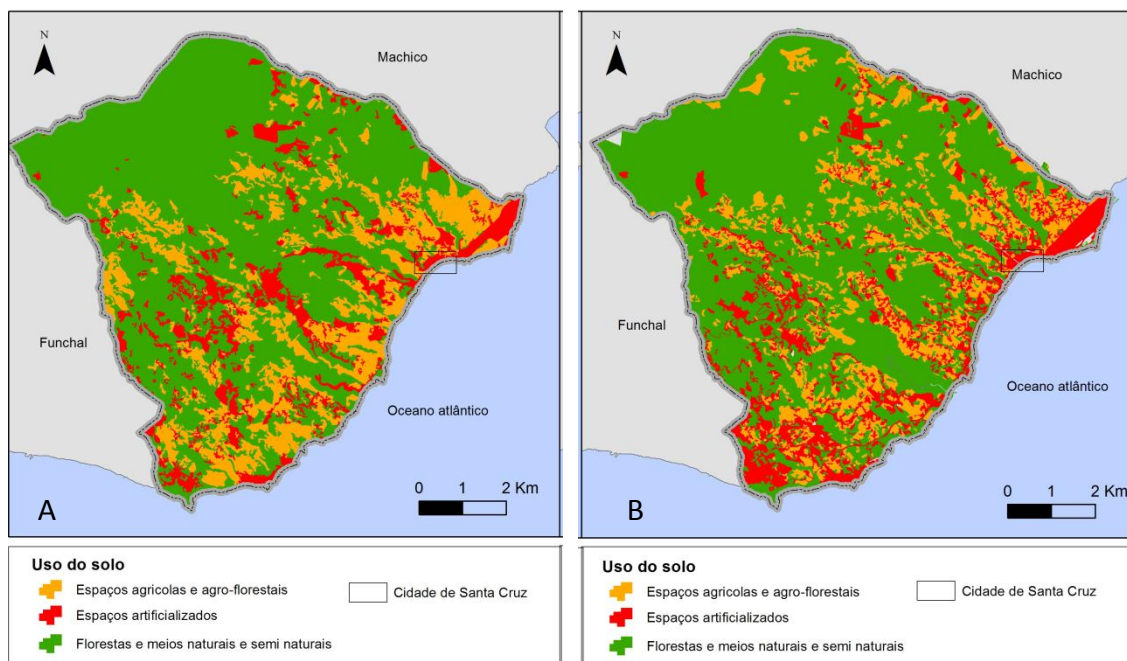 N
Machico
Funchal
Oceano atlântico
A
0 1 2 Km
Uso do solo
Espaços agricolas e agro-florestais
Espaços artificializados
Florestas e meios naturais e semi naturais
Cidade de Santa Cruz
N
Machico
Funchal
Oceano atlântico
B
0 1 2 Km
Uso do solo
Espaços agricolas e agro-florestais
Espaços artificializados
Florestas e meios naturais e semi naturais
Cidade de Santa Cruz